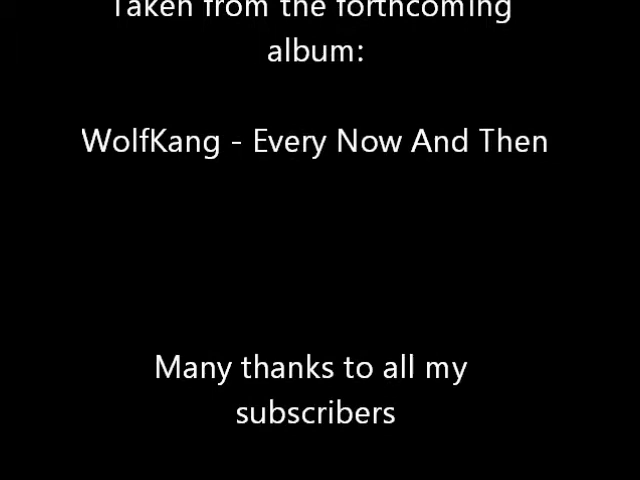 Taken from the forthcoming
album:
WolfKang - Every Now And Then
Many thanks to all my
subscribers